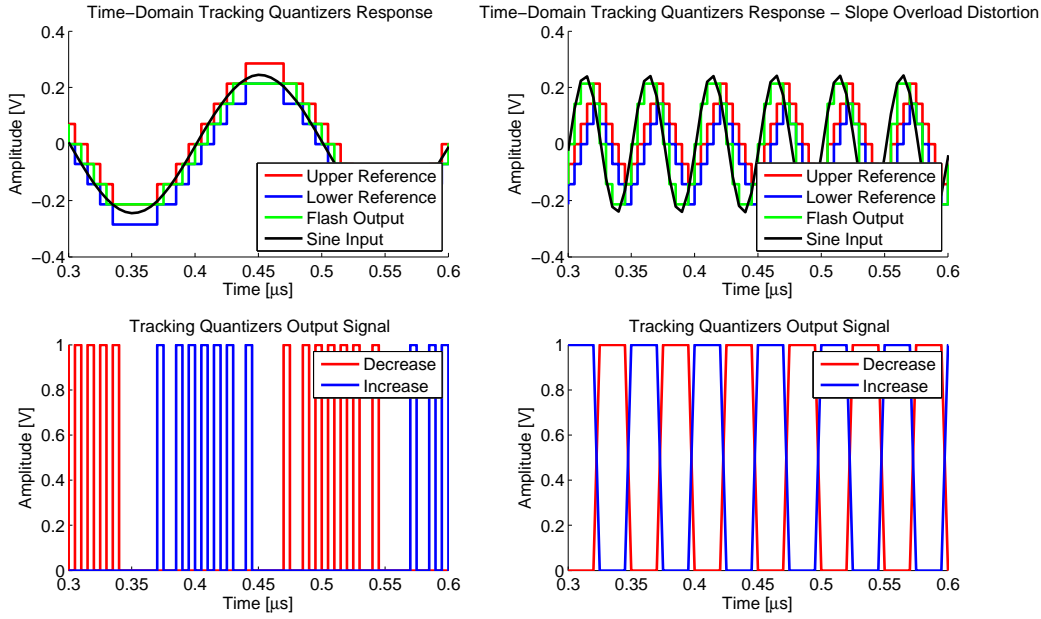 Time−Domain Tracking Quantizers Response
0.4
0.2
0
−0.2
−0.4
Amplitude [V]
Upper Reference
Lower Reference
Flash Output
Sine Input
0.3 0.35 0.4 0.45 0.5 0.55 0.6
Time [µs]
Time−Domain Tracking Quantizers Response − Slope Overload Distortion
0.4
0.2
0
−0.2
−0.4
Amplitude [V]
Upper Reference
Lower Reference
Flash Output
Sine Input
0.3 0.35 0.4 0.45 0.5 0.55 0.6
Time [µs]
Tracking Quantizers Output Signal
1
0.8
0.6
0.4
0.2
0
Amplitude [V]
Decrease
Increase
0.3 0.35 0.4 0.45 0.5 0.55 0.6
Time [µs]
Tracking Quantizers Output Signal
1
0.8
0.6
0.4
0.2
0
Amplitude [V]
Decrease
Increase
0.3 0.35 0.4 0.45 0.5 0.55 0.6
Time [µs]